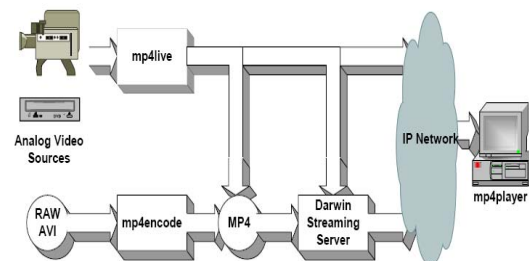 mp4live
Analog Video
Sources
IP Network
mp4player
RAW
AVI
mp4encode
MP4
Darwin
Streaming
Server